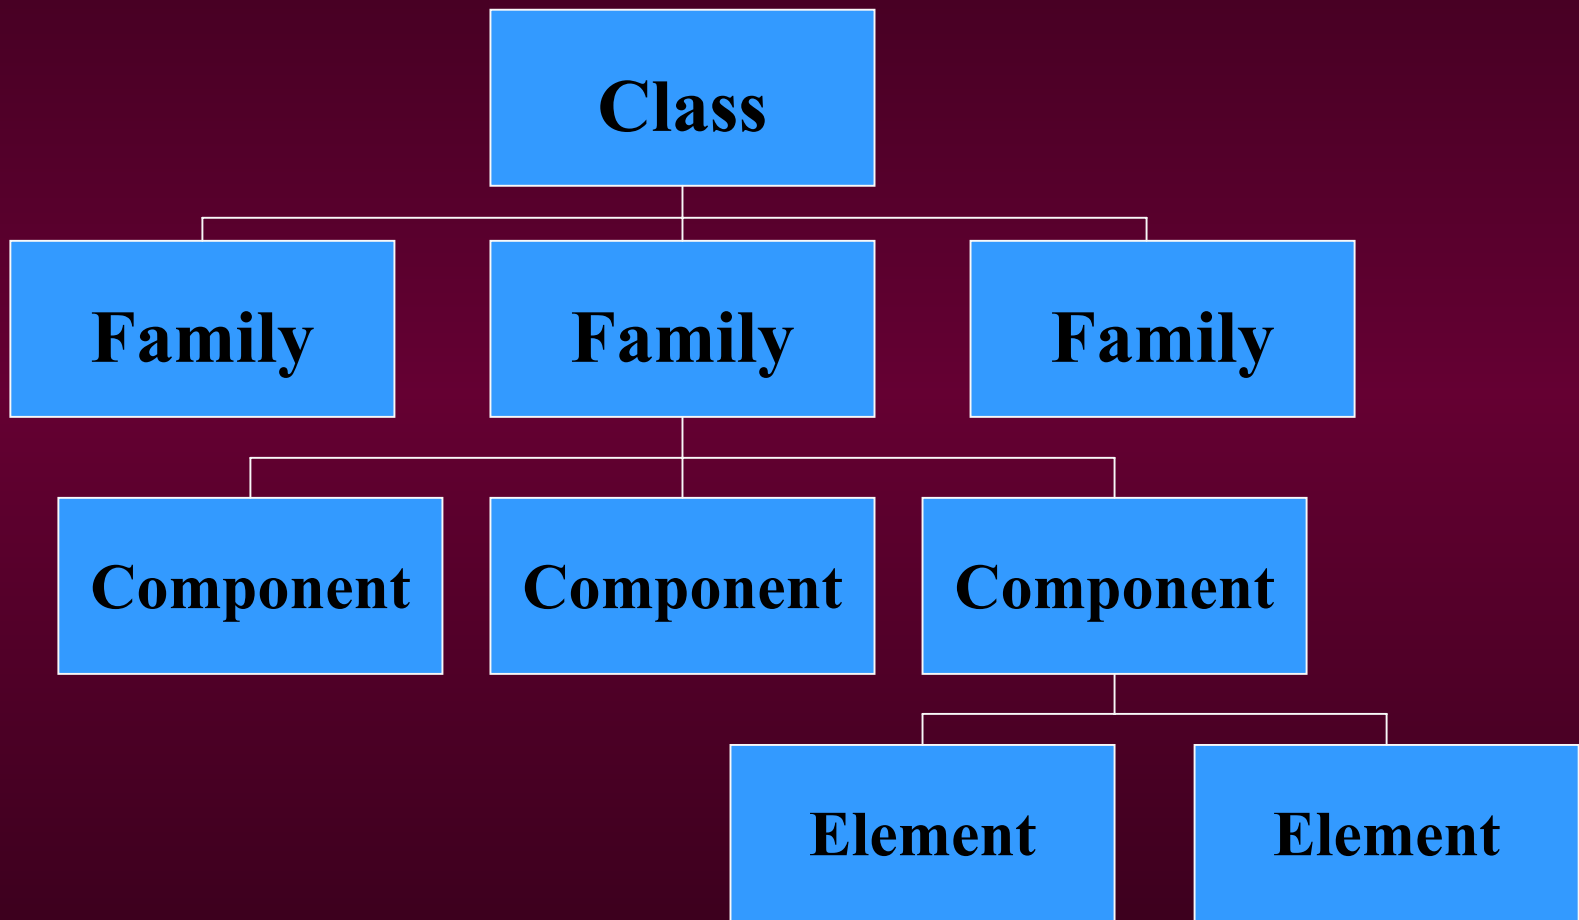 Class
Family
Family
Family
Component
Component
Component
Element
Element